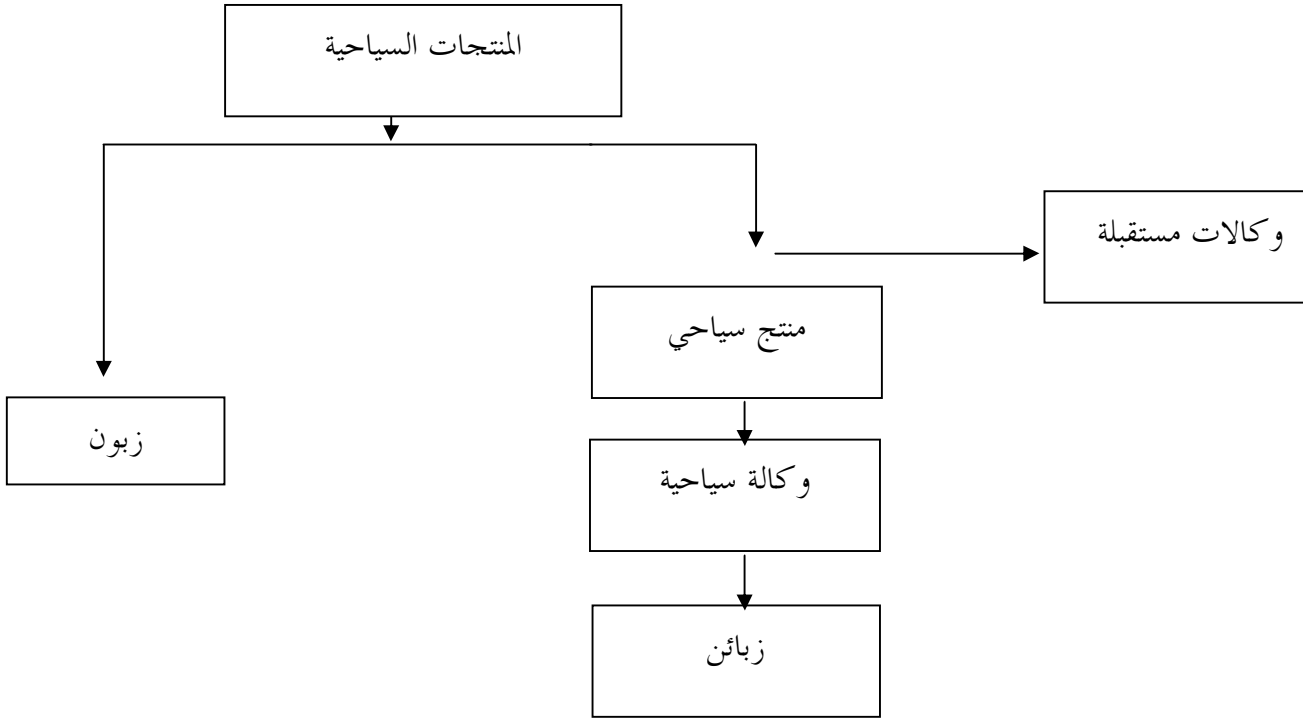 المنتجات السياحية
وكالات مستقبلة
منتج سياحي
زبون
وكالة سياحية
زبائن